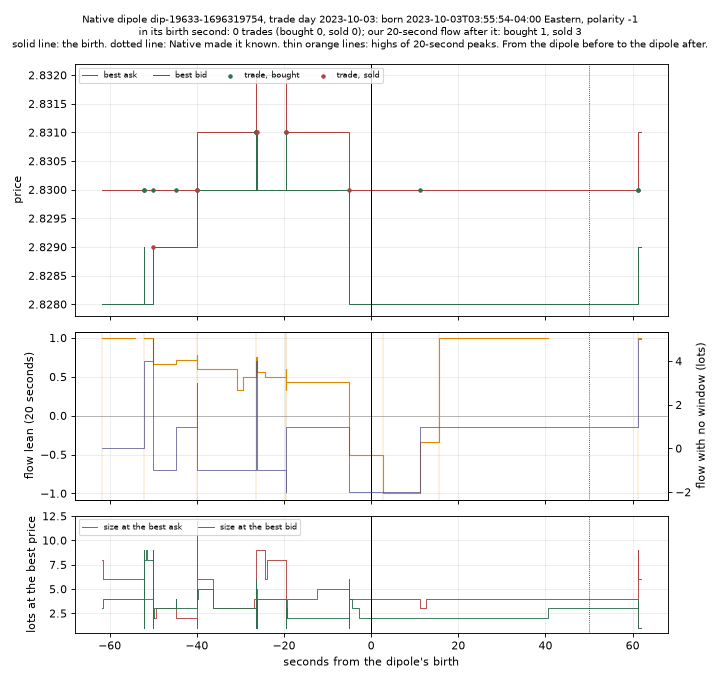 Native dipole dip-19633-1696319754, trade day 2023-10-03: born 2023-10-03T03:55:54-04:00 Eastern, polarity -1
in its birth second: 0 trades (bought 0, sold 0); our 20-second flow after it: bought 1, sold 3
solid line: the birth. dotted line: Native made it known. thin orange lines: highs of 20-second peaks. From the dipole before to the dipole after.
best ask best bid trade, bought trade, sold
2.8320
2.8315
2.8310
2.8305
2.8300
2.8295
2.8290
2.8285
2.8280
price
1.0
0.5
0.0
−0.5
−1.0
flow lean (20 seconds)
4
2
0
−2
flow with no window (lots)
size at the best ask size at the best bid
12.5
10.0
7.5
5.0
2.5
lots at the best price
−60 −40 −20 0 20 40 60
seconds from the dipole's birth